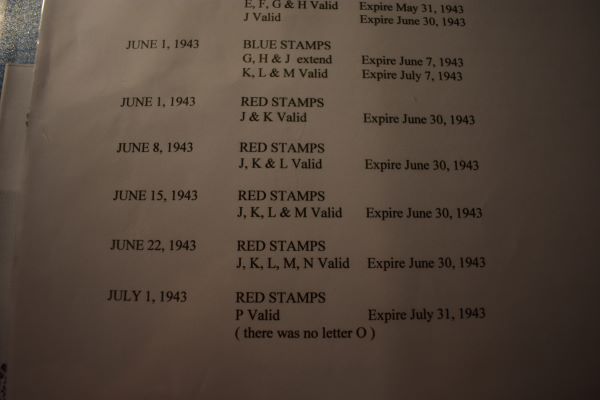 E, F, G & H Valid Expire May 31, 1943
J Valid Expire June 30, 1943
JUNE 1, 1943 BLUE STAMPS
G, H & J extend Expire June 7, 1943
K, L & M Valid Expire July 7, 1943
JUNE 1, 1943 RED STAMPS
J & K Valid Expire June 30, 1943
JUNE 8, 1943 RED STAMPS
J, K & L Valid Expire June 30, 1943
JUNE 15, 1943 RED STAMPS
J, K, L & M Valid Expire June 30, 1943
JUNE 22, 1943 RED STAMPS
J, K, L, M, N Valid Expire June 30, 1943
JULY 1, 1943 RED STAMPS
P Valid Expire July 31, 1943
( there was no letter O )